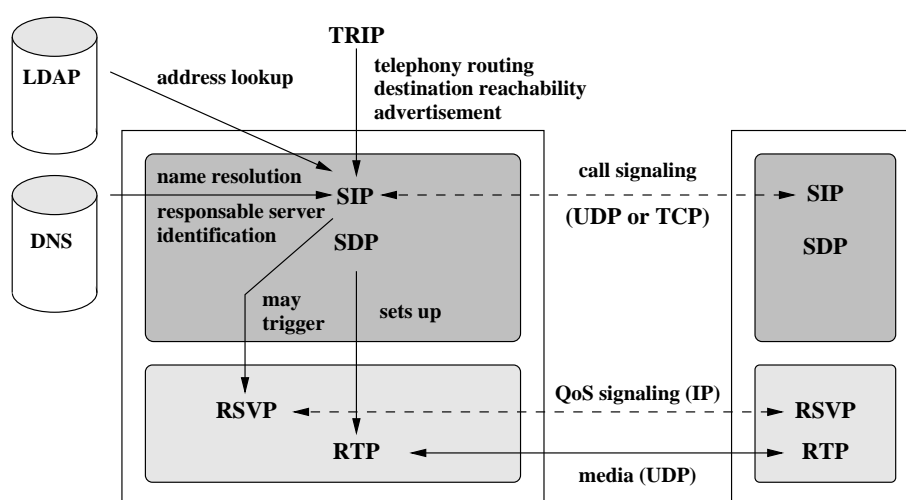 TRIP
LDAP
address lookup
telephony routing
destination reachability
advertisement
name resolution
SIP
call signaling
SIP
responsable server
identification
(UDP or TCP)
DNS
SDP
SDP
may
trigger
sets up
QoS signaling (IP)
RSVP
RSVP
RTP
RTP
media (UDP)